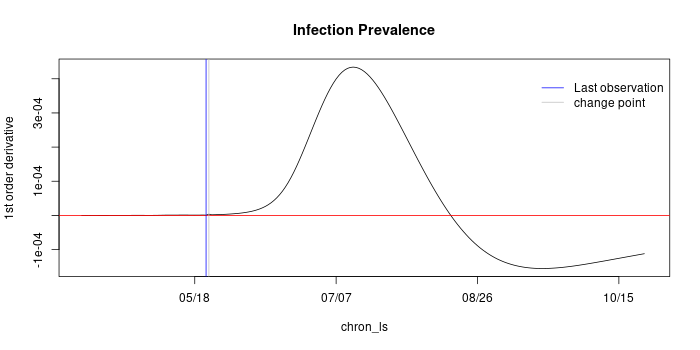 Infection Prevalence
1st order derivative
3e-04
1e-04
-1e-04
Last observation
change point
05/18
07/07
08/26
10/15
chron_ls